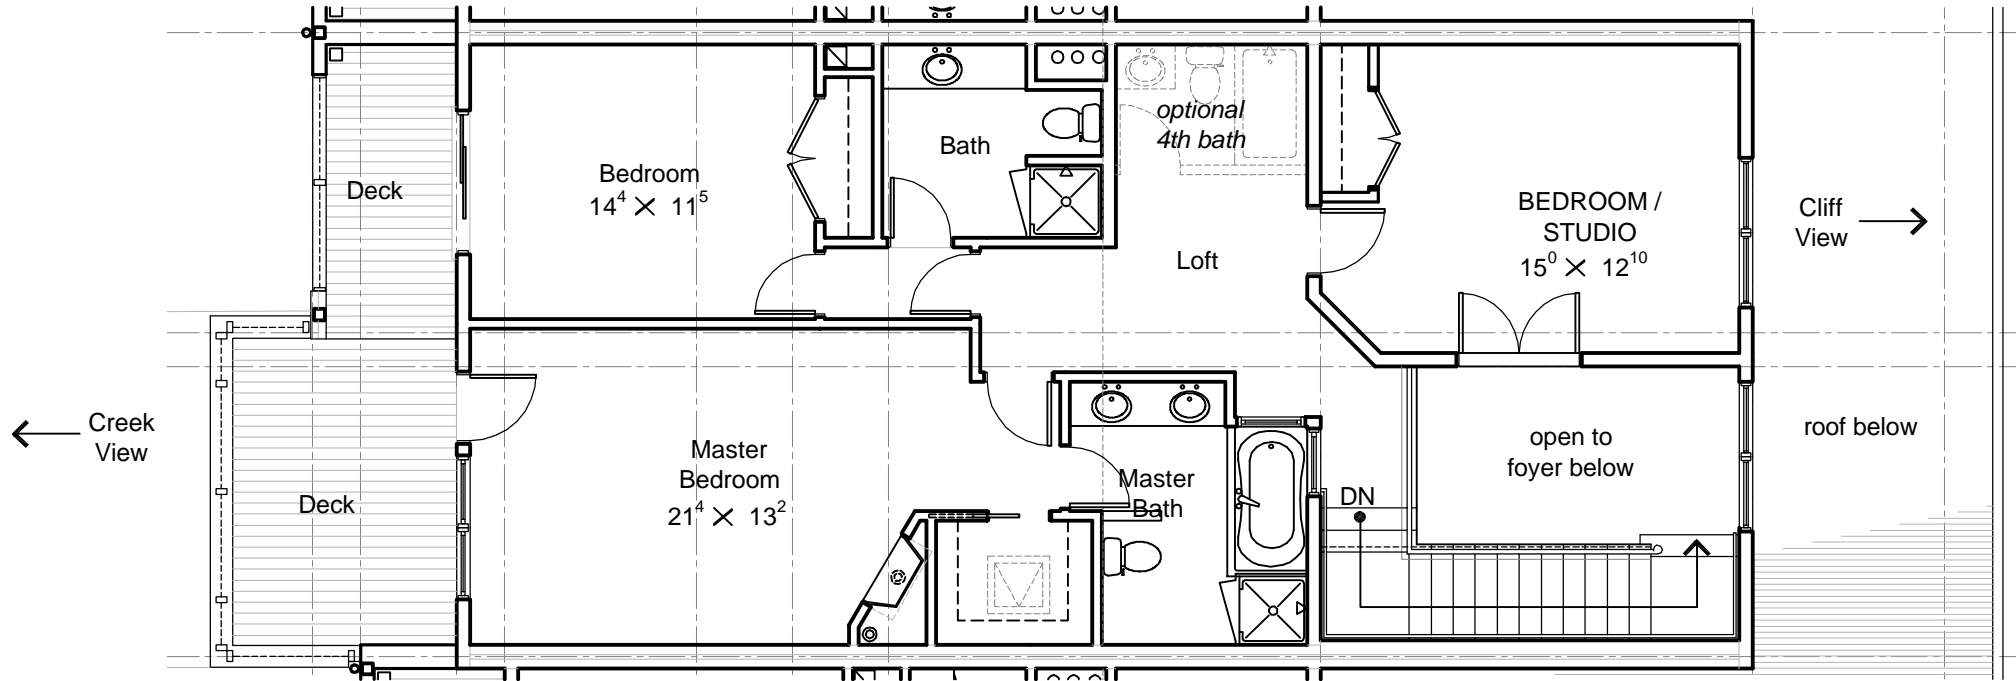 Deck
Bedroom
14⁴ X 11⁵
Bath
optional
4th bath
Loft
BEDROOM /
STUDIO
15⁰ X 12¹⁰
Cliff
View
Creek
View
Deck
Master
Bedroom
21⁴ X 13²
Master
Bath
DN
open to
foyer below
roof below